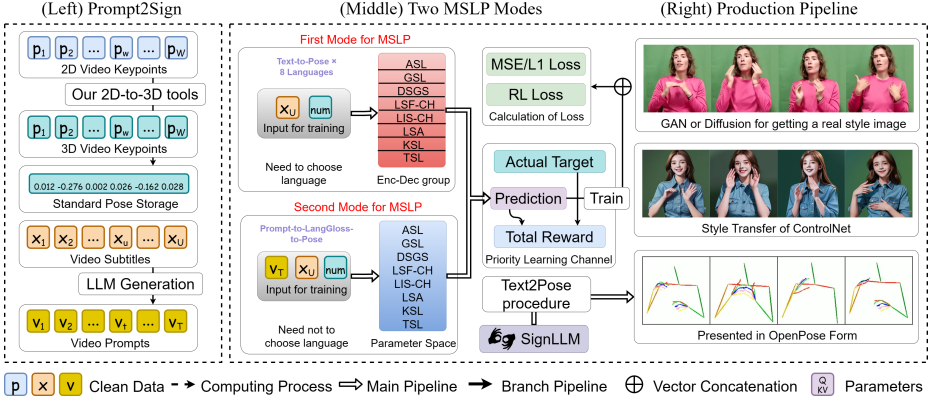 (Left) Prompt2Sign
(Middle) Two MSLP Modes
(Right) Production Pipeline
p1 p2 ... pw ... pW
2D Video Keypoints
Our 2D-to-3D tools
p1 p2 ... pw ... pW
3D Video Keypoints
0.012 -0.276 0.002 0.026 -0.162 0.028
Standard Pose Storage
x1 x2 ... xu ... xU
Video Subtitles
LLM Generation
v1 v2 ... vt ... vT
Video Prompts
First Mode for MSLP
Text-to-Pose ×
8 Languages
xU num
Input for training
Need to choose
language
ASL
GSL
DSGS
LSF-CH
LIS-CH
LSA
KSL
TSL
Enc-Dec group
Second Mode for MSLP
Prompt-to-LangGloss-
to-Pose
vT xU num
Input for training
Need not to
choose language
ASL
GSL
DSGS
LSF-CH
LIS-CH
LSA
KSL
TSL
Parameter Space
MSE/L1 Loss
RL Loss
Calculation of Loss
Actual Target
Prediction
Train
Total Reward
Priority Learning Channel
Text2Pose
procedure
SignLLM
GAN or Diffusion for getting a real style image
Style Transfer of ControlNet
Presented in OpenPose Form
p x v Clean Data
Computing Process
Main Pipeline
Branch Pipeline
Vector Concatenation
Q
KV
Parameters